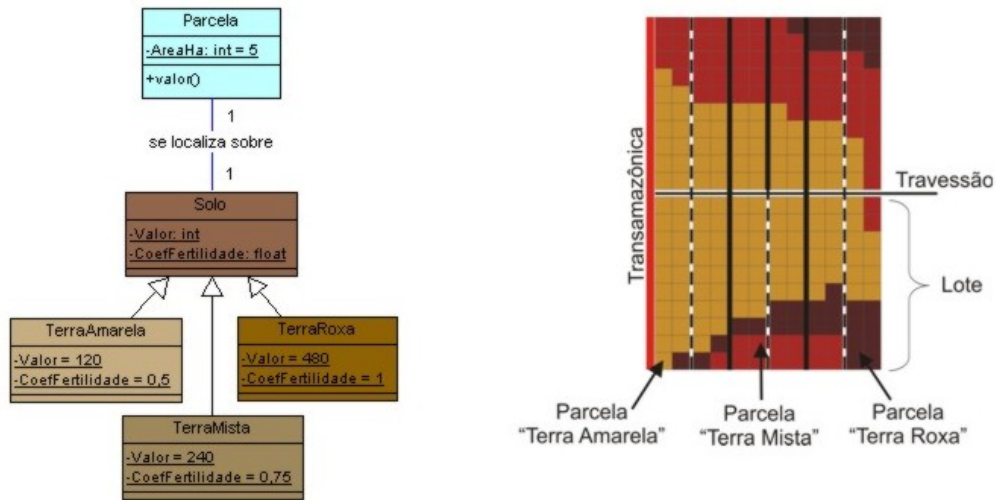 Parcela
-AreaHa: int = 5
+valor()
1
se localiza sobre
1
Solo
-Valor: int
-CoefFertilidade: float
TerraAmarela
-Valor = 120
-CoefFertilidade = 0,5
TerraRoxa
-Valor = 480
-CoefFertilidade = 1
TerraMista
-Valor = 240
-CoefFertilidade = 0,75
Transamazônica
Travessão
Lote
Parcela
"Terra Amarela"
Parcela
"Terra Mista"
Parcela
"Terra Roxa"